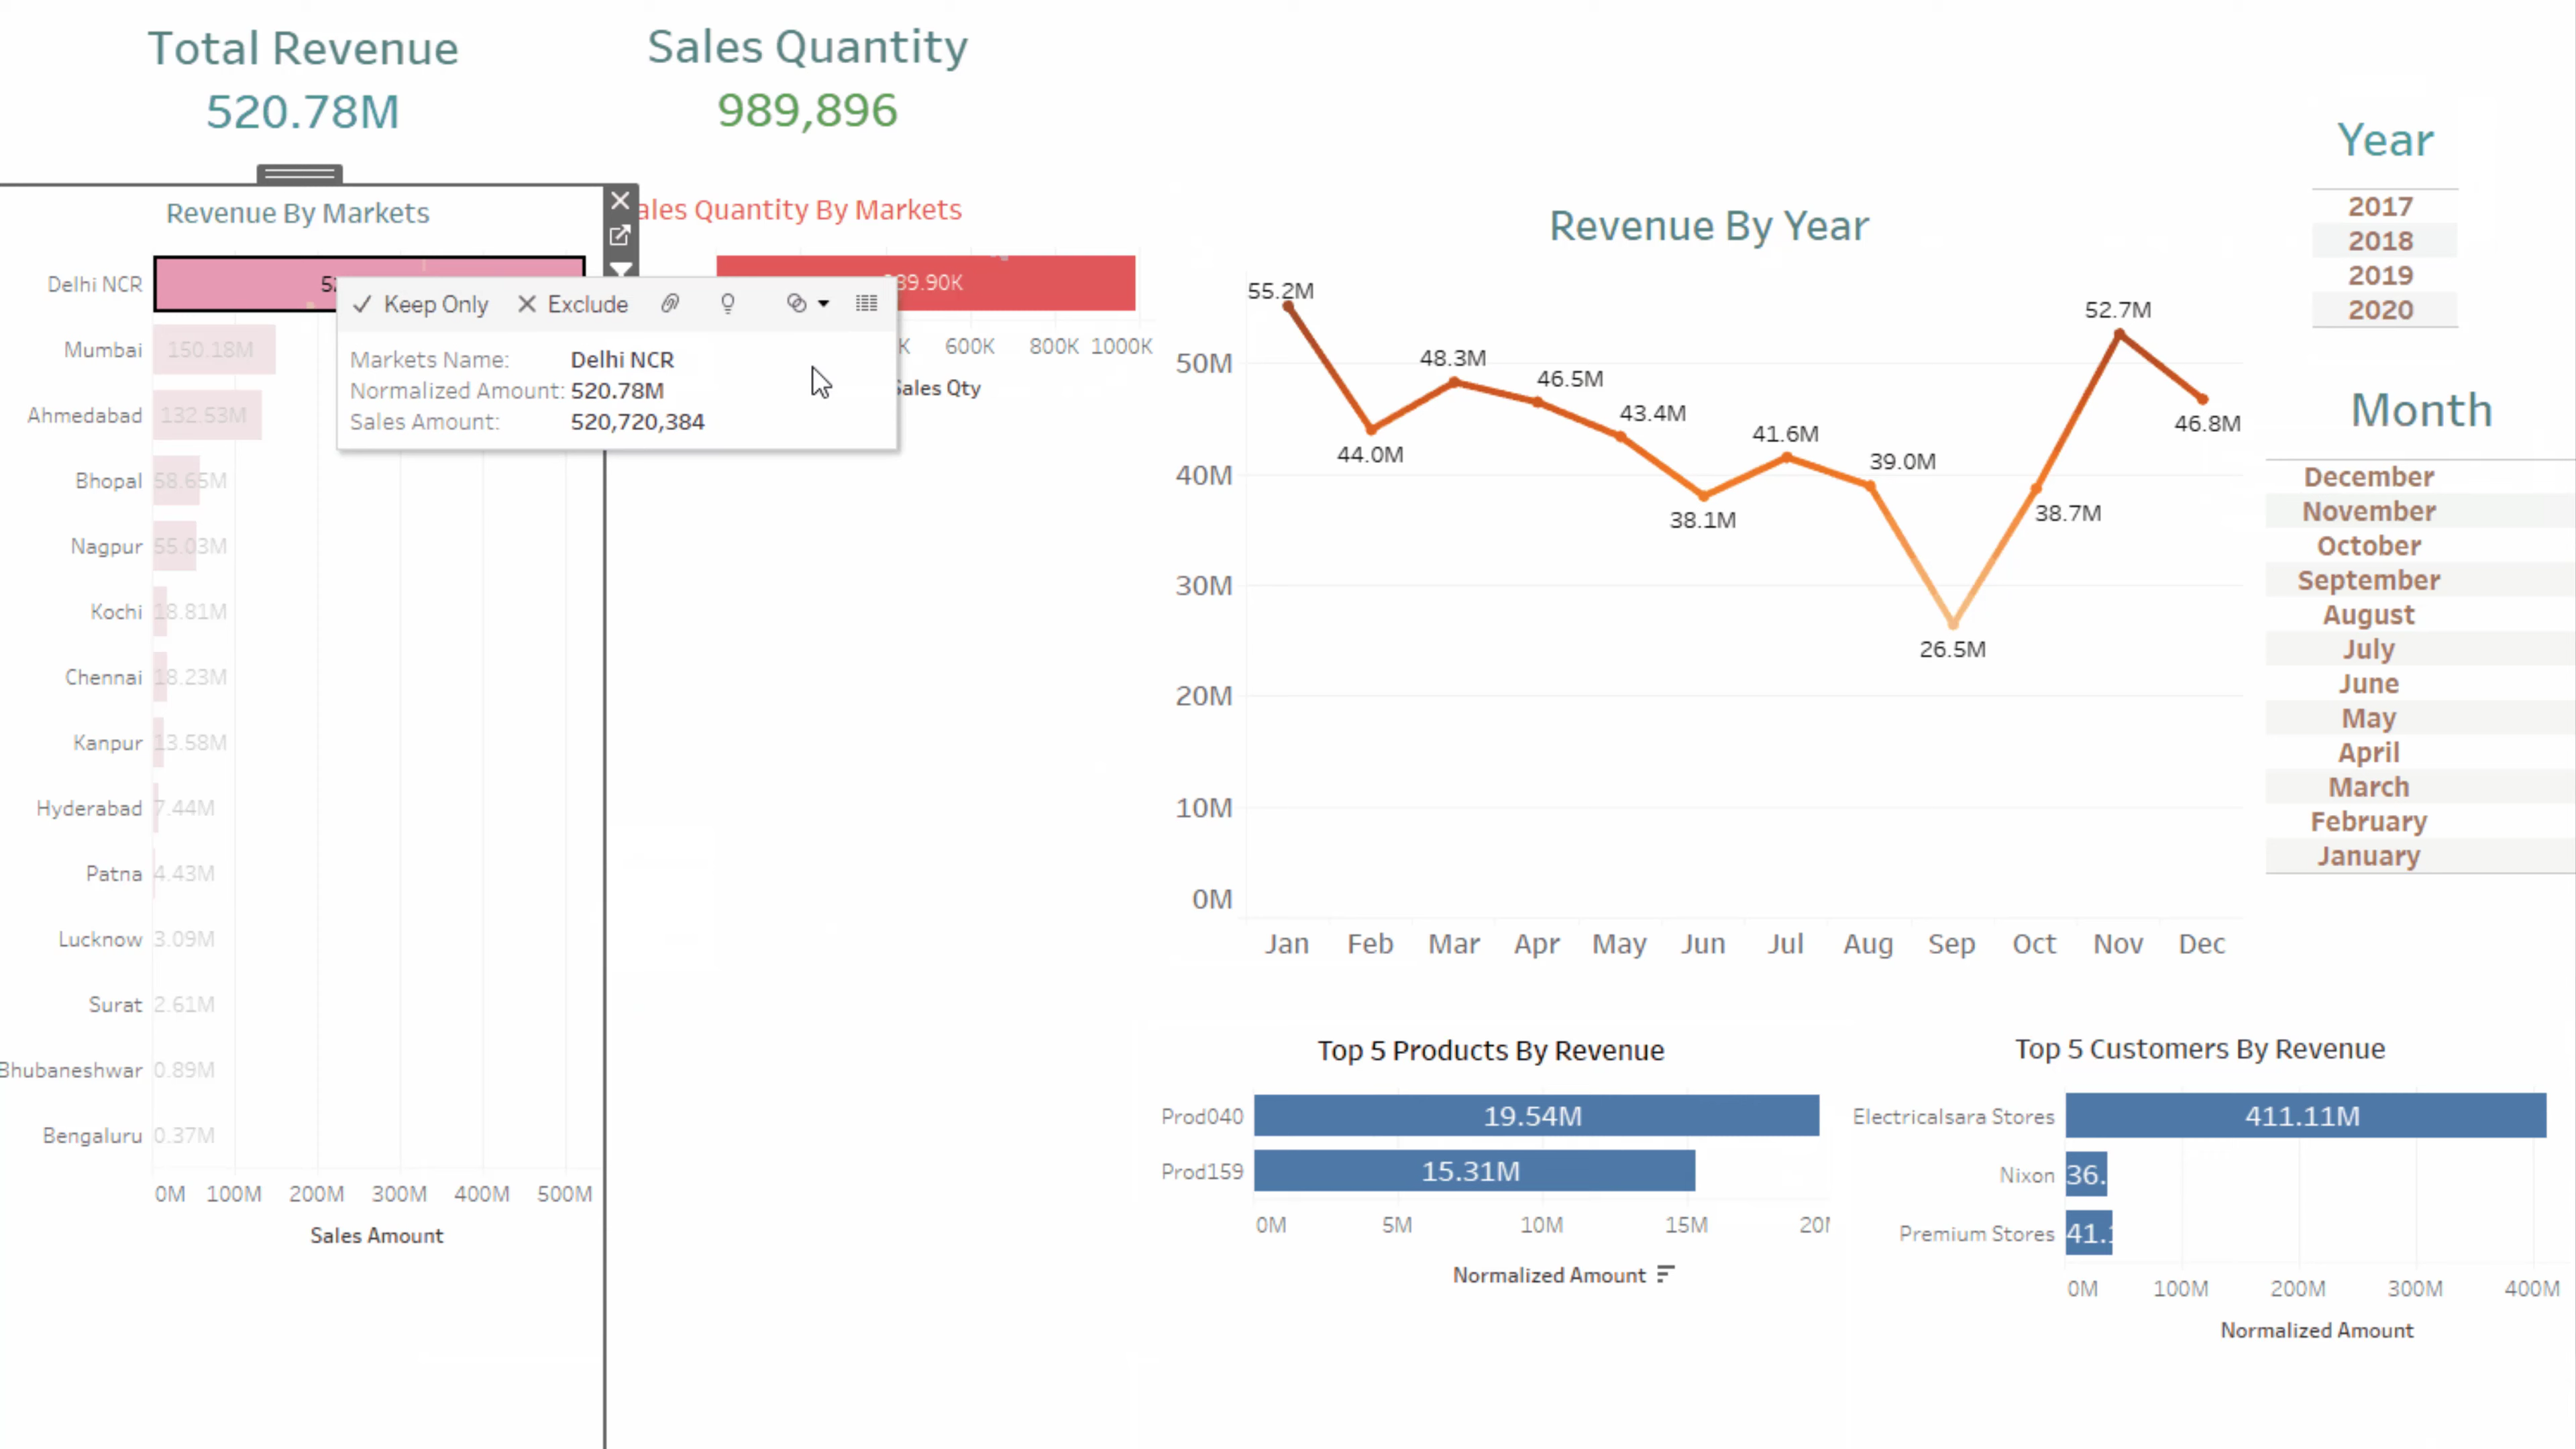 Total Revenue
520.78M
Sales Quantity
989,896
Revenue By Markets
Delhi NCR
Mumbai 150.18M
Ahmedabad 132.53M
Bhopal 58.65M
Nagpur 55.03M
Kochi 18.81M
Chennai 18.23M
Kanpur 13.58M
Hyderabad 7.44M
Patna 4.43M
Lucknow 3.09M
Surat 2.61M
Bhubaneshwar 0.89M
Bengaluru 0.37M
0M 100M 200M 300M 400M 500M
Sales Amount
Keep Only Exclude
Markets Name: Delhi NCR
Normalized Amount: 520.78M
Sales Amount: 520,720,384
ales Quantity By Markets
89.90K
K 600K 800K 1000K
Sales Qty
Revenue By Year
50M
40M
30M
20M
10M
0M
55.2M
44.0M
48.3M
46.5M
43.4M
38.1M
41.6M
39.0M
26.5M
38.7M
52.7M
46.8M
Jan Feb Mar Apr May Jun Jul Aug Sep Oct Nov Dec
Year
2017
2018
2019
2020
Month
December
November
October
September
August
July
June
May
April
March
February
January
Top 5 Products By Revenue
Prod040 19.54M
Prod159 15.31M
0M 5M 10M 15M 20
Normalized Amount
Top 5 Customers By Revenue
Electricalsara Stores 411.11M
Nixon 36.
Premium Stores 41.
0M 100M 200M 300M 400M
Normalized Amount